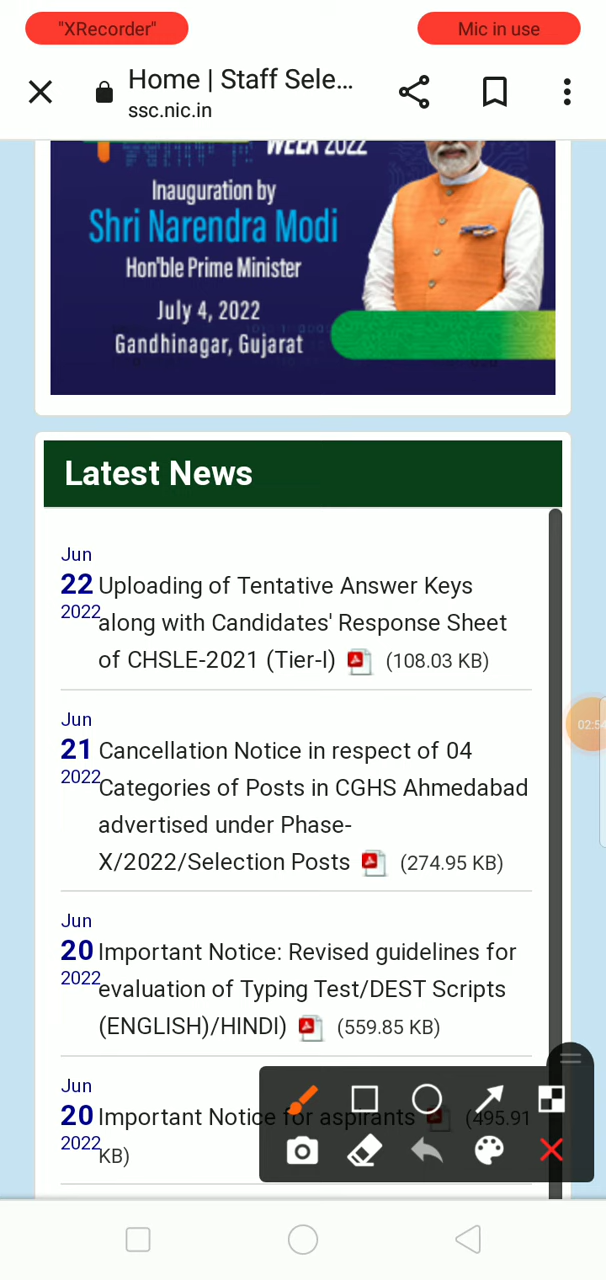 "XRecorder"
Mic in use
Home | Staff Sele...
ssc.nic.in
WEEK 2022
Inauguration by
Shri Narendra Modi
Hon'ble Prime Minister
July 4, 2022
Gandhinagar, Gujarat
Latest News
Jun
22 Uploading of Tentative Answer Keys
2022 along with Candidates' Response Sheet
of CHSLE-2021 (Tier-I) (108.03 KB)
Jun
21 Cancellation Notice in respect of 04
2022 Categories of Posts in CGHS Ahmedabad
advertised under Phase-
X/2022/Selection Posts (274.95 KB)
Jun
20 Important Notice: Revised guidelines for
2022 evaluation of Typing Test/DEST Scripts
(ENGLISH)/HINDI) (559.85 KB)
Jun
20 Important Notice for aspirants (495.91
2022 KB)